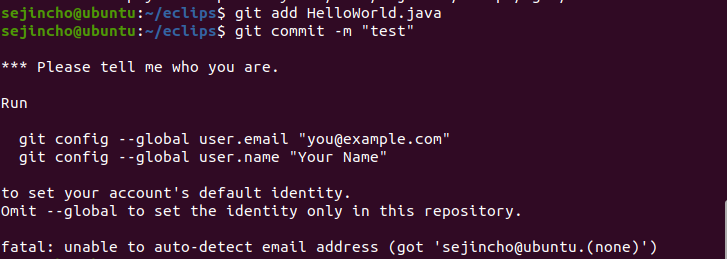 sejincho@ubuntu:~/eclips$ git add HelloWorld.java
sejincho@ubuntu:~/eclips$ git commit -m "test"
*** Please tell me who you are.
Run
git config --global user.email "you@example.com"
git config --global user.name "Your Name"
to set your account's default identity.
Omit --global to set the identity only in this repository.
fatal: unable to auto-detect email address (got 'sejincho@ubuntu.(none)')